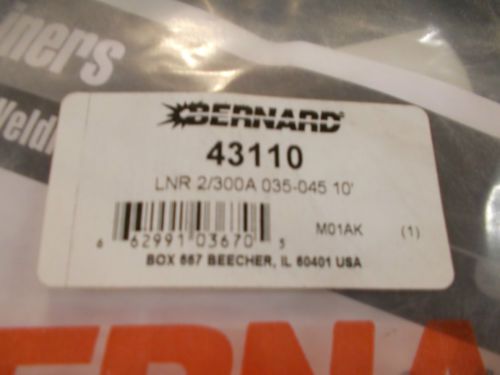 iners
Weldi
BERNARD
43110
LNR 2/300A 035-045 10'
6 62991 03670 5
M01AK (1)
BOX 667 BEECHER, IL 60401 USA
ERNA